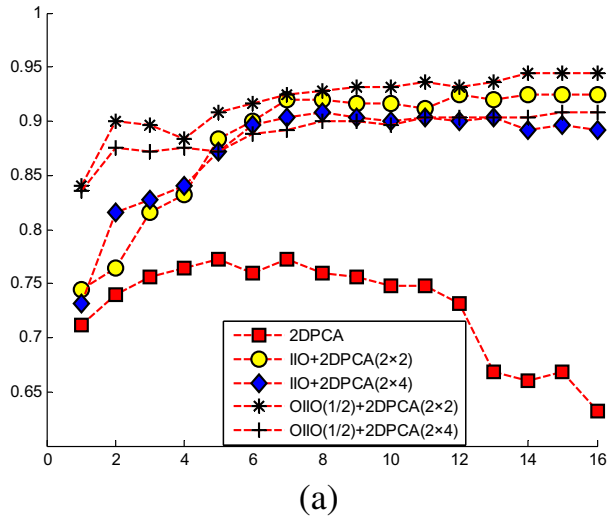 1
0.95
0.9
0.85
0.8
0.75
0.7
0.65
0 2 4 6 8 10 12 14 16
2DPCA
IIO+2DPCA(2×2)
IIO+2DPCA(2×4)
OIIO(1/2)+2DPCA(2×2)
OIIO(1/2)+2DPCA(2×4)
(a)